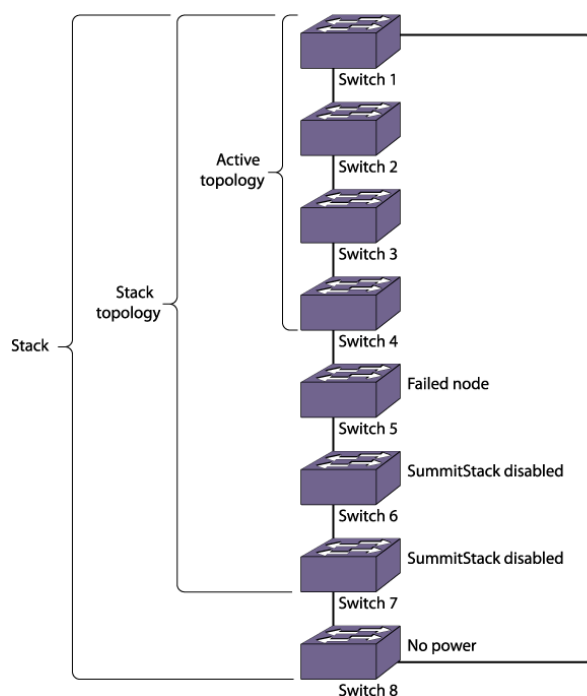 Switch 1
Switch 2
Active
topology
Switch 3
Stack
topology
Stack
Switch 4
Failed node
Switch 5
SummitStack disabled
Switch 6
SummitStack disabled
Switch 7
No power
Switch 8